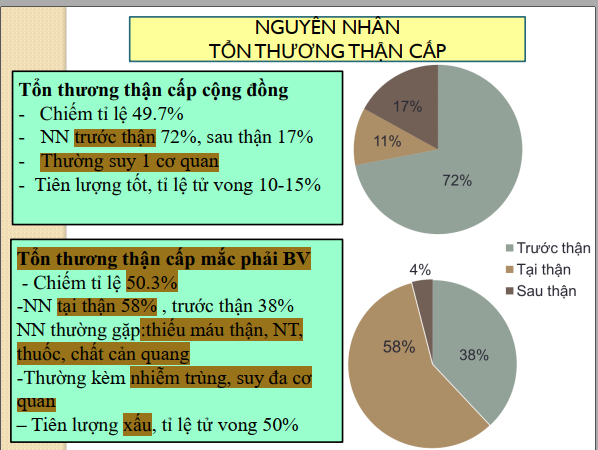 NGUYÊN NHÂN
TỔN THƯƠNG THẬN CẤP
Tổn thương thận cấp cộng đồng
- Chiếm tỉ lệ 49.7%
- NN trước thận 72%, sau thận 17%
- Thường suy 1 cơ quan
- Tiên lượng tốt, tỉ lệ tử vong 10-15%
17%
11%
72%
Trước thận
Tại thận
Sau thận
Tổn thương thận cấp mắc phải BV
- Chiếm tỉ lệ 50.3%
-NN tại thận 58% , trước thận 38%
NN thường gặp:thiếu máu thận, NT,
thuốc, chất cản quang
-Thường kèm nhiễm trùng, suy đa cơ
quan
– Tiên lượng xấu, tỉ lệ tử vong 50%
4%
58%
38%